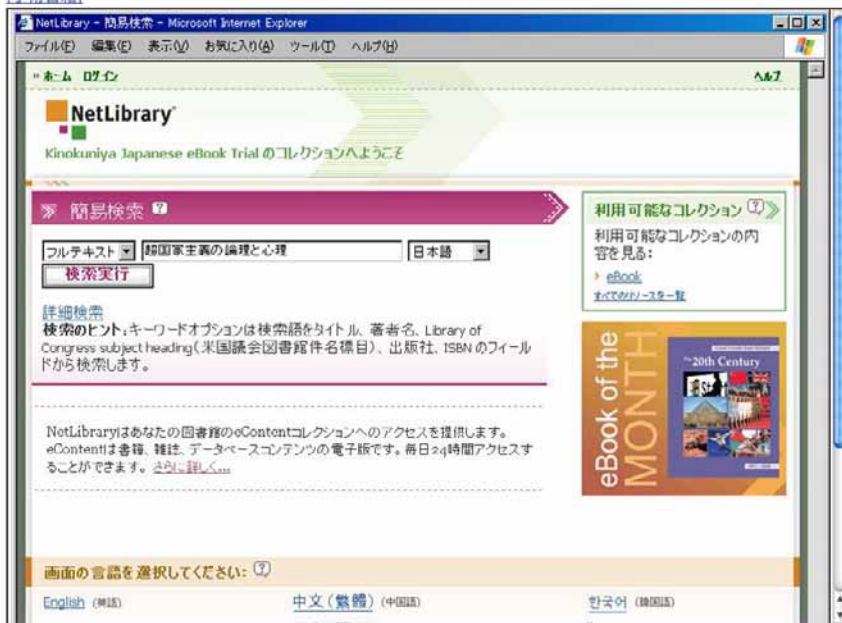 NetLibrary - 簡易検索 - Microsoft Internet Explorer
ファイル(F) 編集(E) 表示(V) お気に入り(A) ツール(T) ヘルプ(H)
ホーム ログイン ヘルプ
NetLibrary
Kinokuniya Japanese eBook Trial のコレクションへようこそ
簡易検索 ?
フルテキスト 超国家主義の論理と心理 日本語
検索実行
詳細検索
検索のヒント:キーワードオプションは検索語をタイトル、著者名、Library of
Congress subject heading(米国議会図書館件名標目)、出版社、ISBN のフィール
ドから検索します。
NetLibraryはあなたの図書館のeContentコレクションへのアクセスを提供します。
eContentは書籍、雑誌、データベースコンテンツの電子版です。毎日24時間アクセスす
ることができます。さらに詳しく...
利用可能なコレクション ?
利用可能なコレクションの内
容を見る:
eBook
すべてのリソース一覧
eBook of the
MONTH
20th Century
画面の言語を選択してください: ?
English (英語) 中文(繁體) (中国語) 한국어 (韓国語)